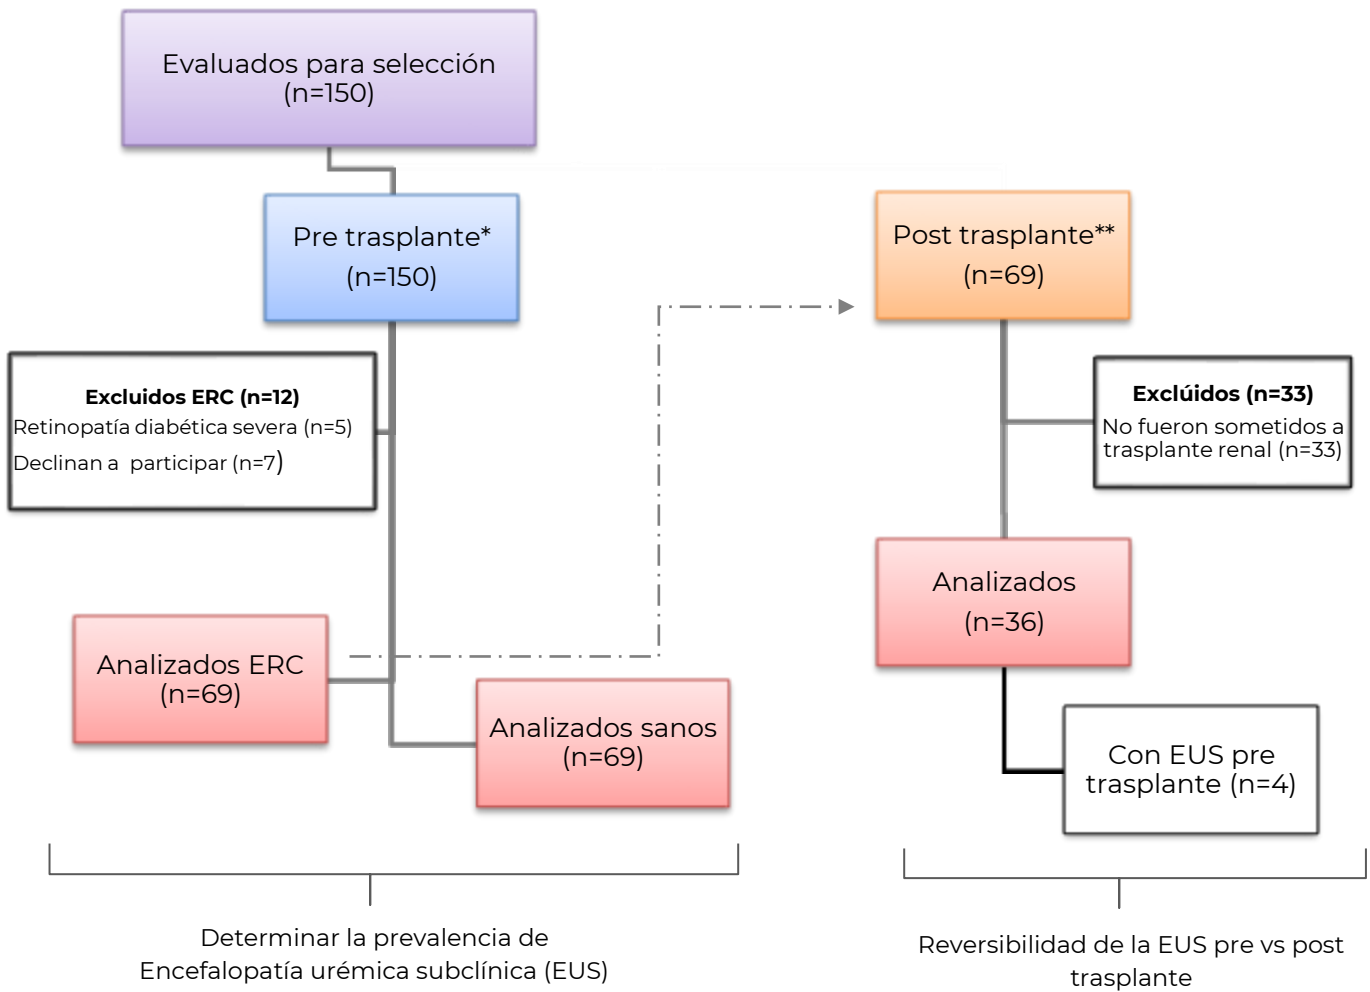 Evaluados para selección
(n=150)
Pre trasplante*
(n=150)
Excluidos ERC (n=12)
Retinopatía diabética severa (n=5)
Declinan a  participar (n=7)
Analizados ERC
(n=69)
Analizados sanos
(n=69)
Determinar la prevalencia de
Encefalopatía urémica subclínica (EUS)
Post trasplante**
(n=69)
Exclúidos (n=33)
No fueron sometidos a
trasplante renal (n=33)
Analizados
(n=36)
Con EUS pre
trasplante (n=4)
Reversibilidad de la EUS pre vs post
trasplante